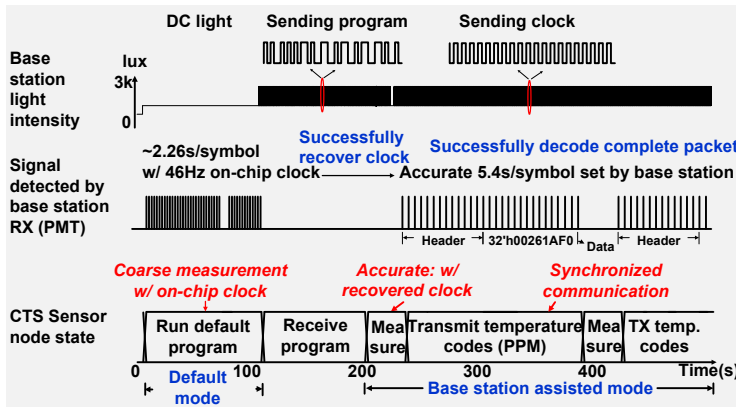 DC light
Sending program
Sending clock
Base
station
light
intensity
lux
3k
0
Signal
detected by
base station
RX (PMT)
~2.26s/symbol
w/ 46Hz on-chip clock
Successfully
recover clock
Successfully decode complete packet
Accurate 5.4s/symbol set by base station
Header
32'h00261AF0
Data
Header
Coarse measurement
w/ on-chip clock
Accurate: w/
recovered clock
Synchronized
communication
CTS Sensor
node state
Run default
program
Receive
program
Mea
sure
Transmit temperature
codes (PPM)
Mea
sure
TX temp.
codes
0
100
200
300
400
Time(s)
Default
mode
Base station assisted mode